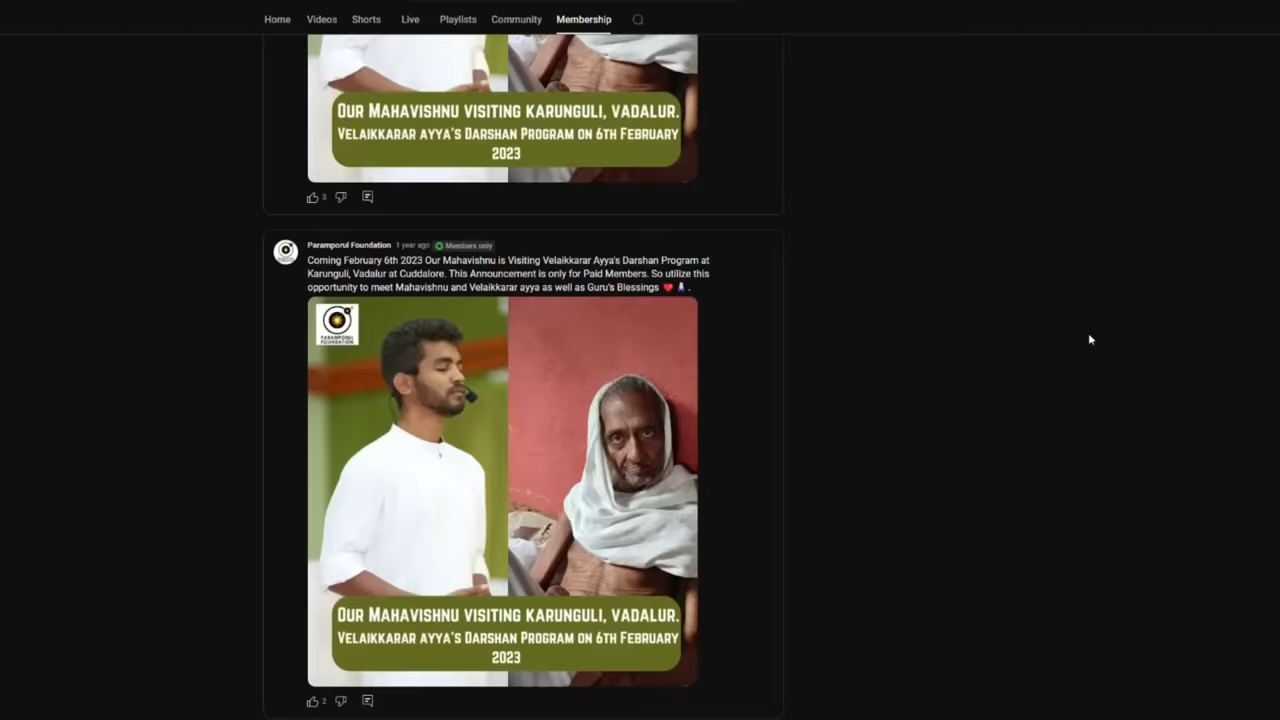 Home Videos Shorts Live Playlists Community Membership
OUR MAHAVISHNU VISITING KARUNGULI, VADALUR.
VELAIKKARAR AYYA'S DARSHAN PROGRAM ON 6TH FEBRUARY
2023
3
Paramporul Foundation 1 year ago Members only
Coming February 6th 2023 Our Mahavishnu is Visiting Velaikkarar Ayya's Darshan Program at
Karunguli, Vadalur at Cuddalore. This Announcement is only for Paid Members. So utilize this
opportunity to meet Mahavishnu and Velaikkarar ayya as well as Guru's Blessings ❤️ .
PARAMPORUL
FOUNDATION
OUR MAHAVISHNU VISITING KARUNGULI, VADALUR.
VELAIKKARAR AYYA'S DARSHAN PROGRAM ON 6TH FEBRUARY
2023
2